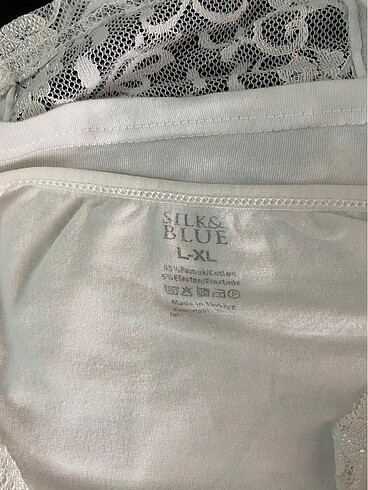 SILK&
BLUE
L-XL
95%Pamuk/Cotton
5%Elastan/Elastane
Made in Türkiye